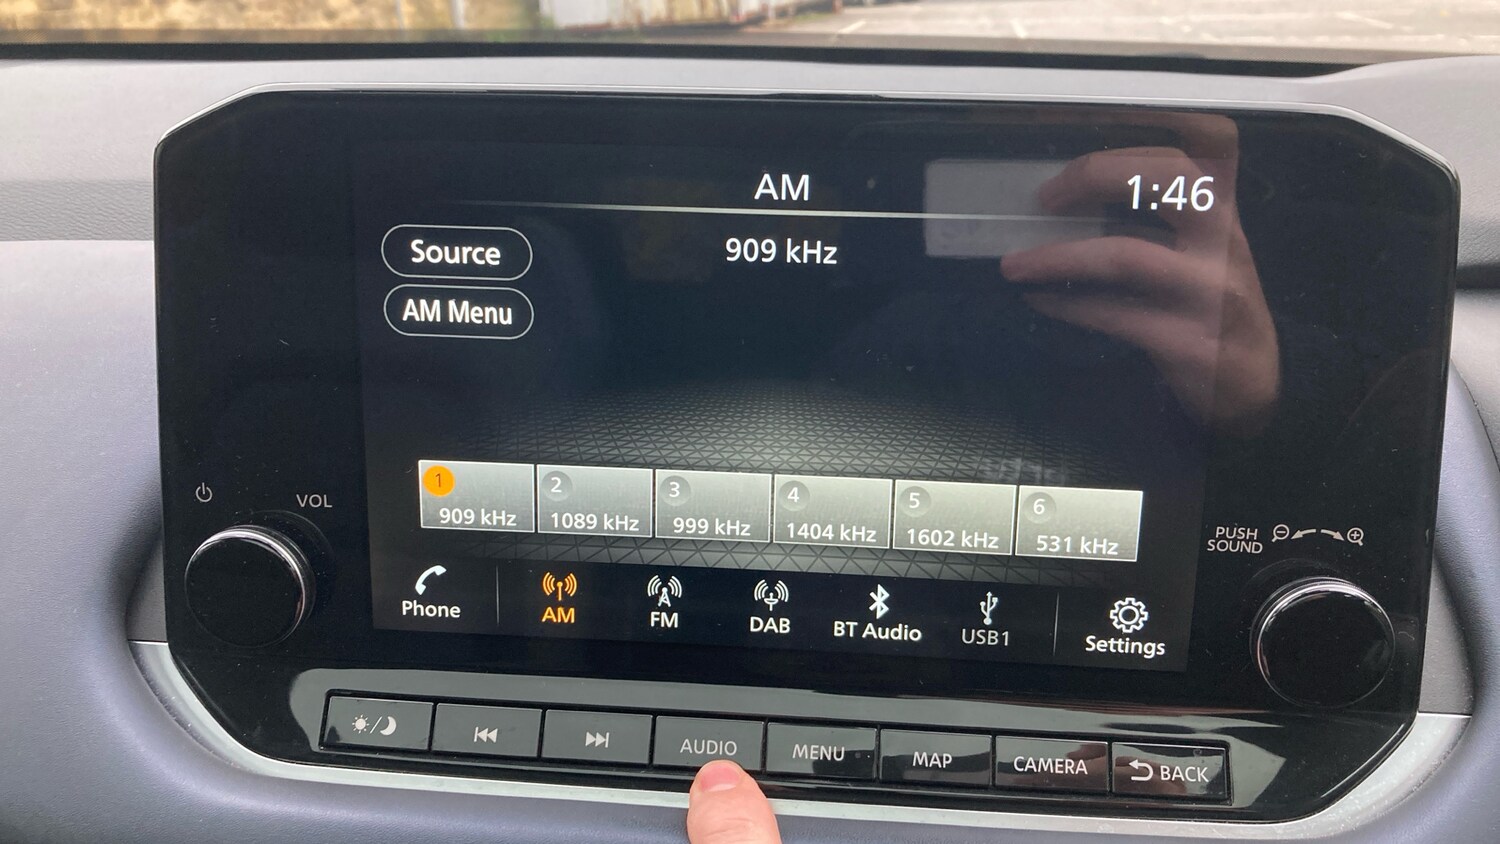 AM
1:46
Source
909 kHz
AM Menu
1
909 kHz
2
1089 kHz
3
999 kHz
4
1404 kHz
5
1602 kHz
6
531 kHz
VOL
PUSH
SOUND
Phone
AM
FM
DAB
BT Audio
USB1
Settings
AUDIO
MENU
MAP
CAMERA
BACK